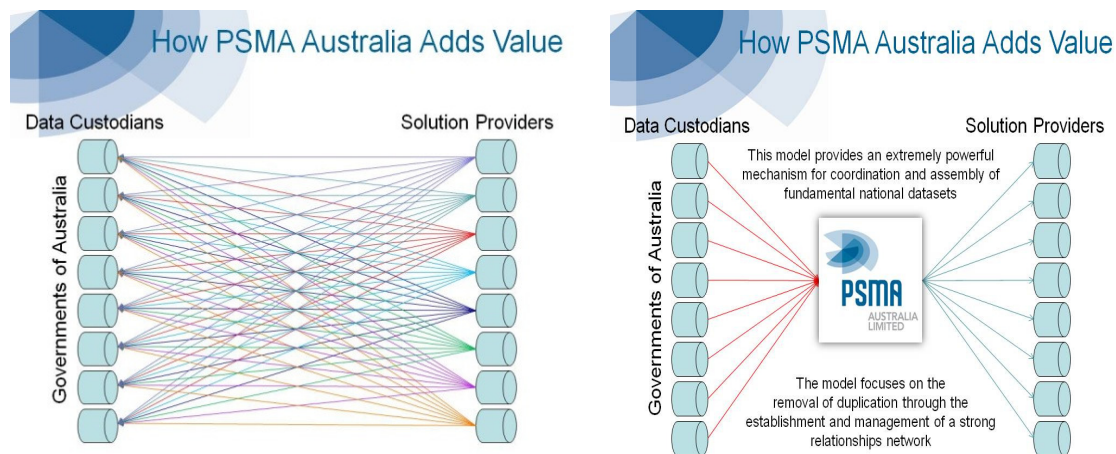 How PSMA Australia Adds Value
Data Custodians
Solution Providers
Governments of Australia
How PSMA Australia Adds Value
Data Custodians
Solution Providers
Governments of Australia
This model provides an extremely powerful
mechanism for coordination and assembly of
fundamental national datasets
PSMA
AUSTRALIA
LIMITED
The model focuses on the
removal of duplication through the
establishment and management of a strong
relationships network